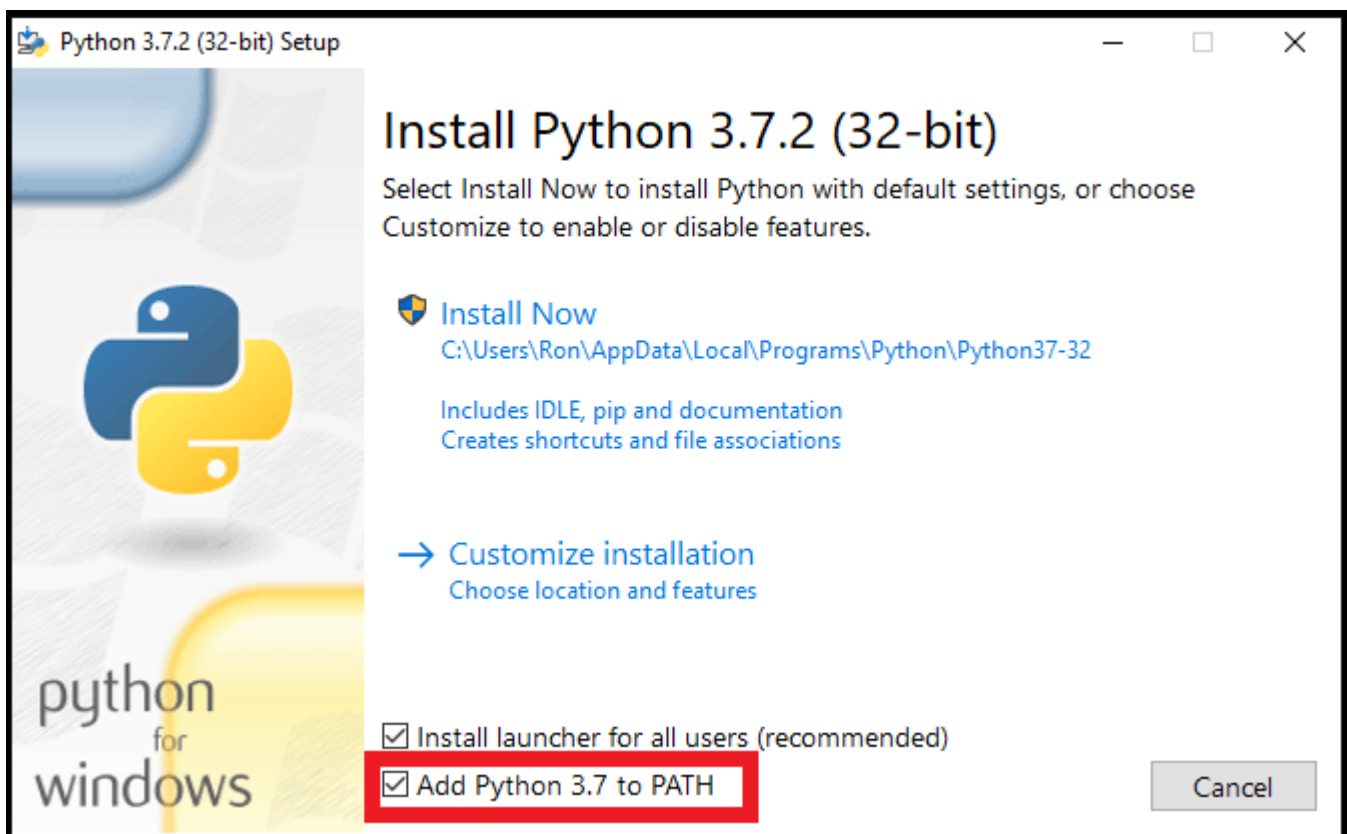 Python 3.7.2 (32-bit) Setup
Install Python 3.7.2 (32-bit)
Select Install Now to install Python with default settings, or choose
Customize to enable or disable features.
Install Now
C:\Users\Ron\AppData\Local\Programs\Python\Python37-32
Includes IDLE, pip and documentation
Creates shortcuts and file associations
Customize installation
Choose location and features
python
for
windows
Install launcher for all users (recommended)
Add Python 3.7 to PATH
Cancel